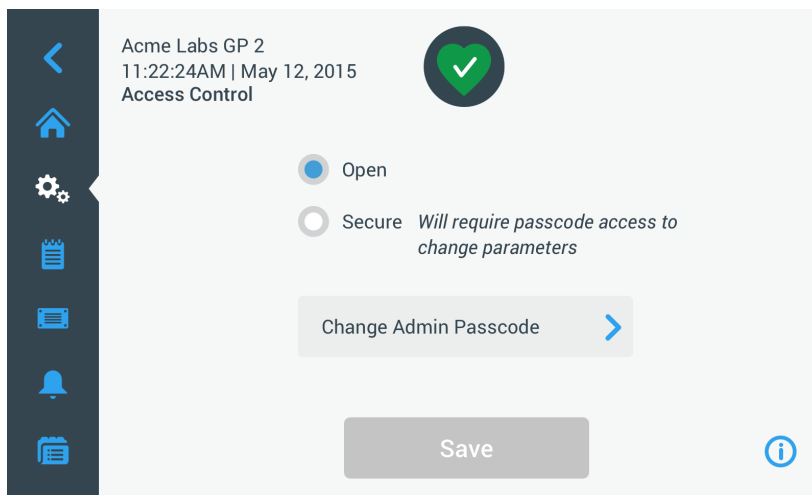 Acme Labs GP 2
11:22:24AM | May 12, 2015
Access Control
Open
Secure Will require passcode access to
change parameters
Change Admin Passcode
Save